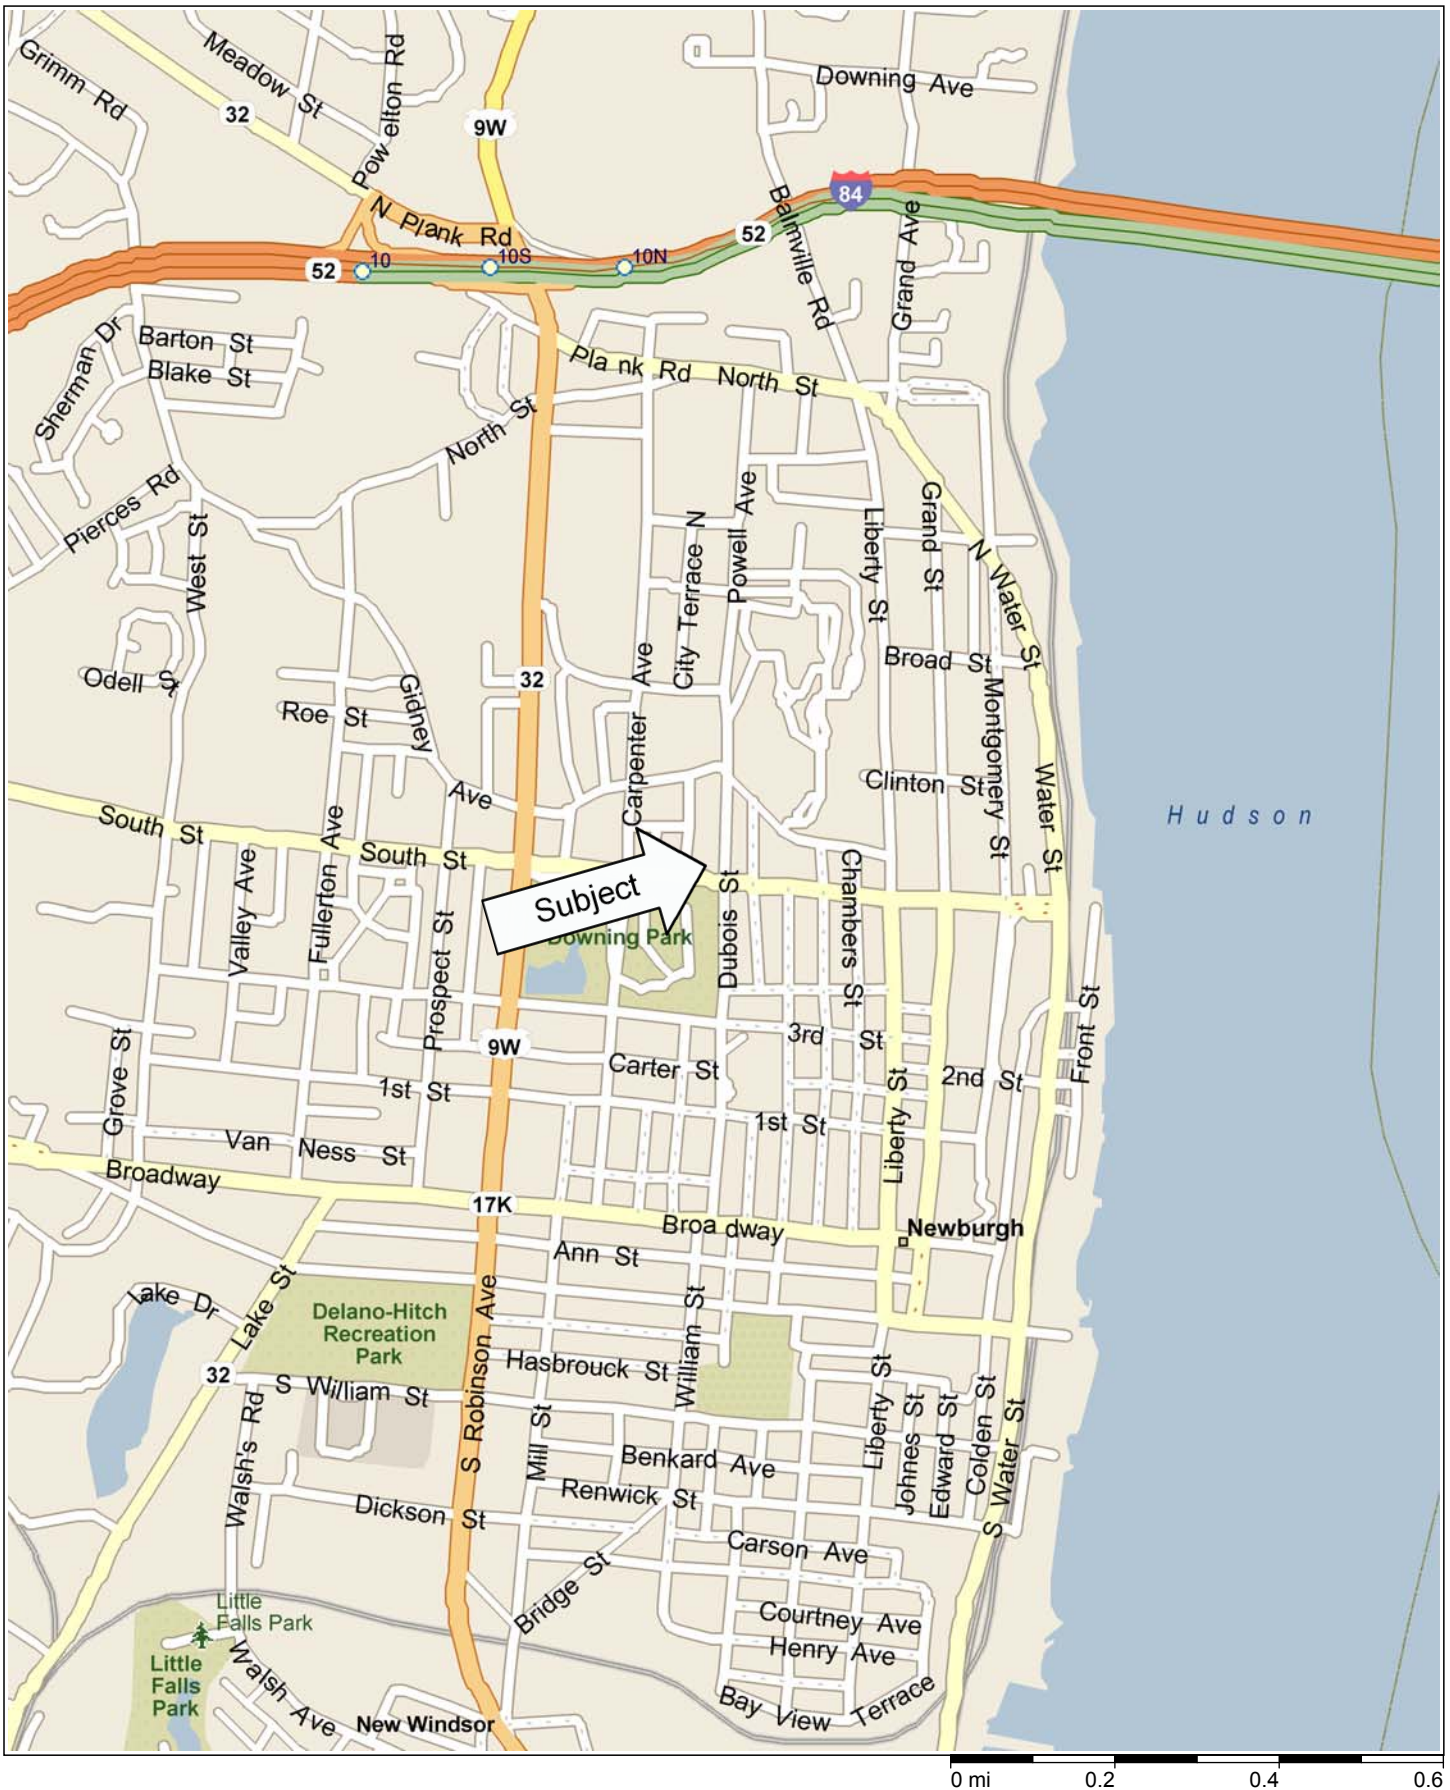 Grimm Rd
Meadow St
32
Powelton Rd
9W
Downing Ave
N Plank Rd
84
52
Balmville Rd
Grand Ave
52
10
10S
10N
Sherman Dr
Barton St
Blake St
Plank Rd
North St
North St
Pierces Rd
West St
City Terrace N
Powell Ave
Liberty St
Grand St
N Water St
Odell St
Roe St
Gidney Ave
32
Carpenter Ave
Broad St
Montgomery St
Clinton St
Water St
Hudson
South St
South St
Valley Ave
Fullerton Ave
Prospect St
Subject
Downing Park
Dubois St
Chambers St
Grove St
9W
Carter St
3rd St
2nd St
Front St
1st St
1st St
Liberty St
Van Ness St
Broadway
17K
Broadway
Newburgh
Ann St
Lake Dr
Lake St
Delano-Hitch
Recreation
Park
S Robinson Ave
William St
Hasbrouck St
32
S William St
Walsh's Rd
Mill St
Liberty St
Johnes St
Edward St
Colden St
S Water St
Benkard Ave
Renwick St
Dickson St
Carson Ave
Bridge St
Little
Falls Park
Little
Falls
Park
Walsh Ave
Courtney Ave
Henry Ave
Bay View Terrace
New Windsor
0 mi 0.2 0.4 0.6